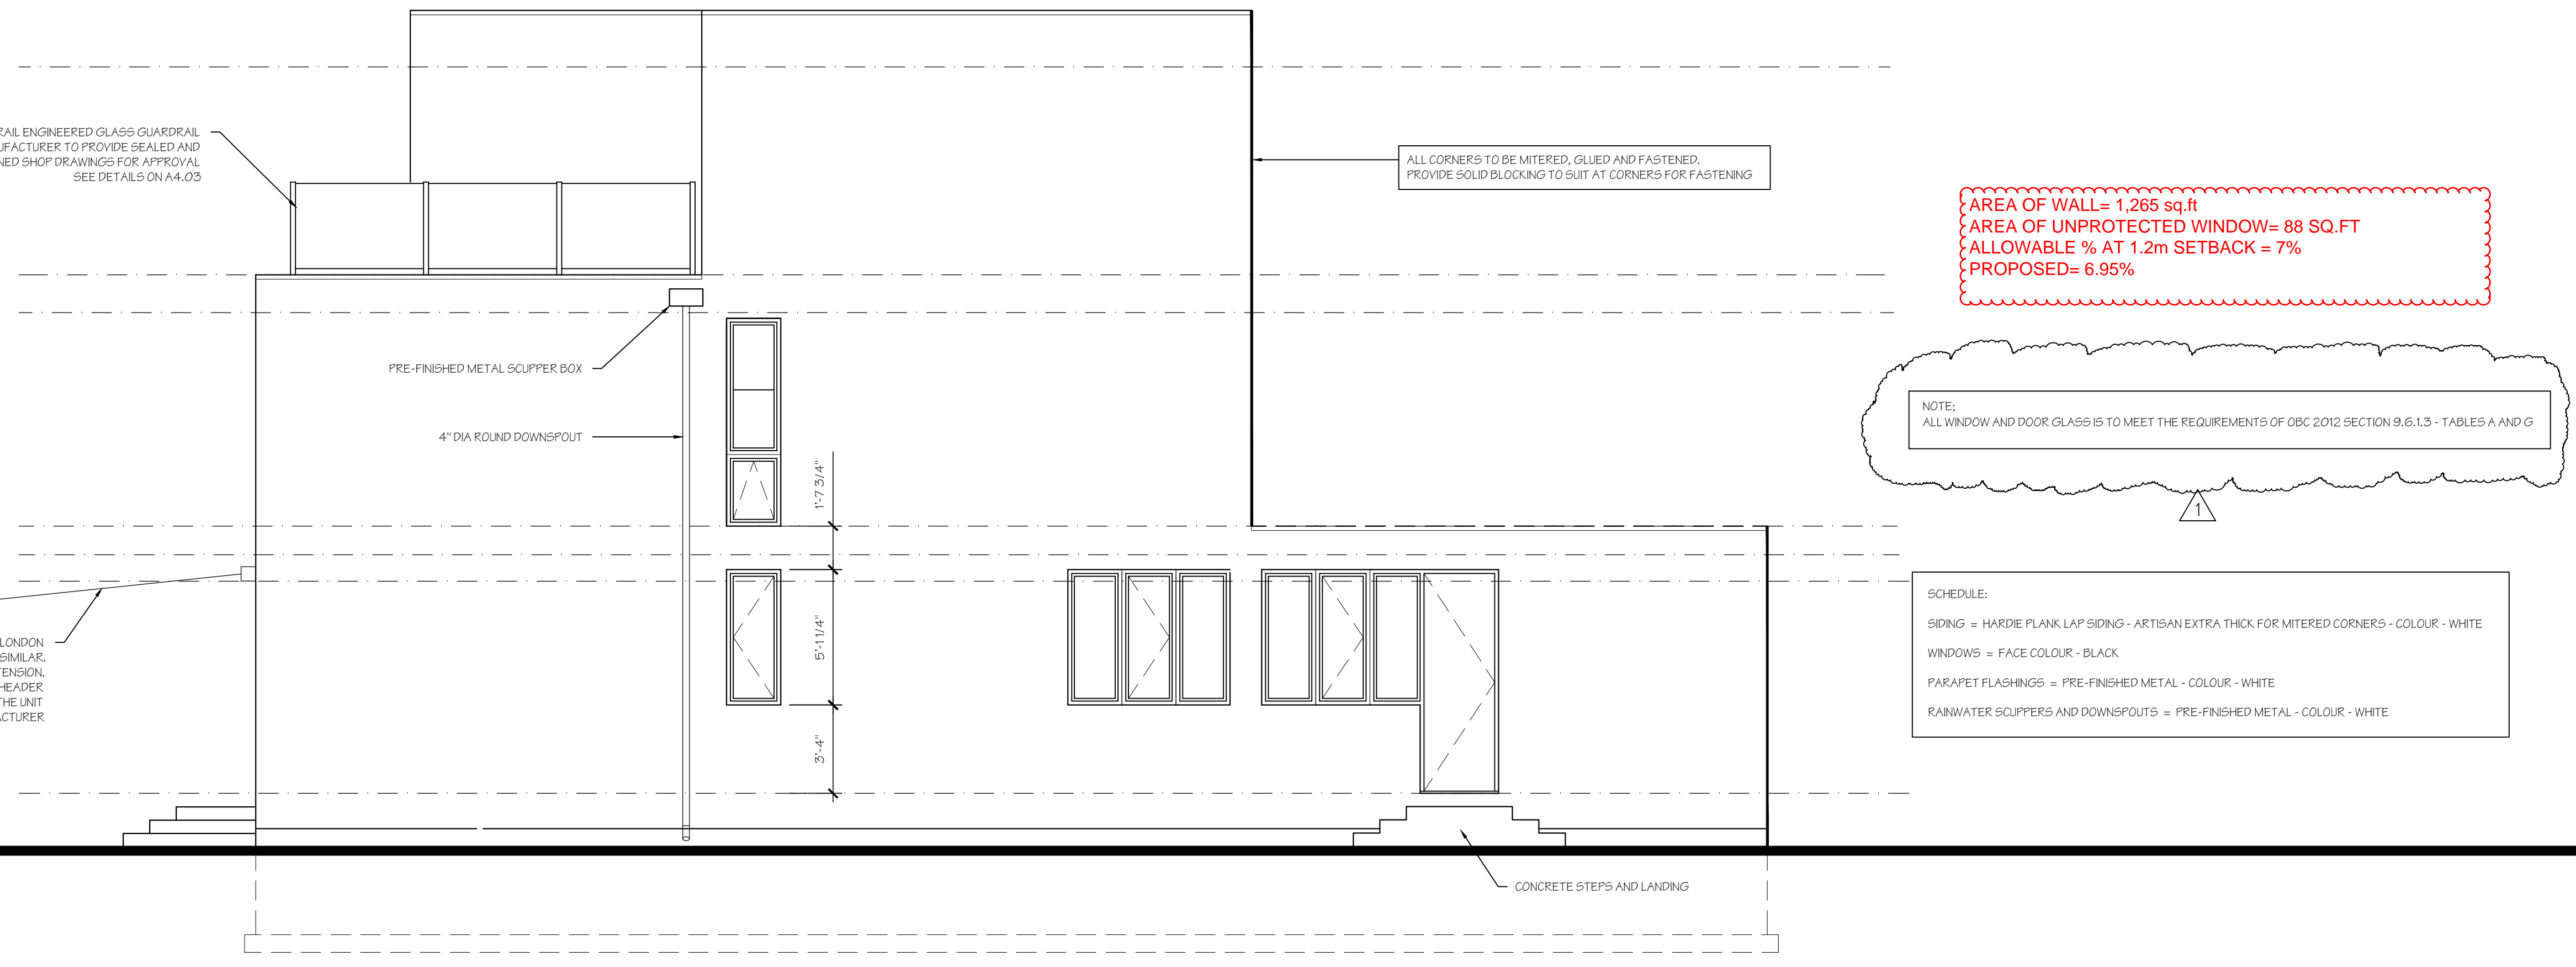 RAIL ENGINEERED GLASS GUARDRAIL
TO PROVIDE SEALED AND
SHOP DRAWINGS FOR APPROVAL
SEE DETAILS ON A4.03
ALL CORNERS TO BE MITERED, GLUED AND FASTENED.
PROVIDE SOLID BLOCKING TO SUIT AT CORNERS FOR FASTENING
AREA OF WALL= 1,265 sq.ft
AREA OF UNPROTECTED WINDOW= 88 SQ.FT
ALLOWABLE % AT 1.2m SETBACK = 7%
PROPOSED= 6.95%
PRE-FINISHED METAL SCUPPER BOX
4" DIA ROUND DOWNSPOUT
NOTE;
ALL WINDOW AND DOOR GLASS IS TO MEET THE REQUIREMENTS OF OBC 2012 SECTION 9.6.1.3 - TABLES A AND G
1
1'-7 3/4"
5'-1 1/4"
3'-4"
LONDON
SIMILAR.
HEADER
THE UNIT
SCHEDULE:
SIDING = HARDIE PLANK LAP SIDING - ARTISAN EXTRA THICK FOR MITERED CORNERS - COLOUR - WHITE
WINDOWS = FACE COLOUR - BLACK
PARAPET FLASHINGS = PRE-FINISHED METAL - COLOUR - WHITE
RAINWATER SCUPPERS AND DOWNSPOUTS = PRE-FINISHED METAL - COLOUR - WHITE
CONCRETE STEPS AND LANDING